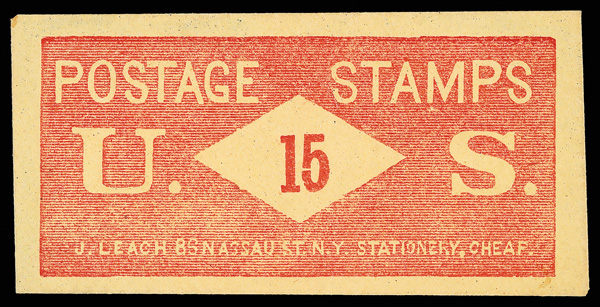 POSTAGE STAMPS
U. 15 S.
J. LEACH 86 NASSAU ST. N.Y. STATIONERY, CHEAP.